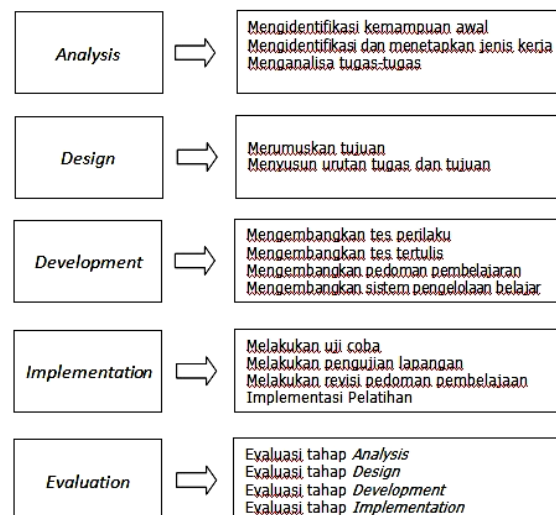 Analysis
Mengidentifikasi kemampuan awal
Mengidentifikasi dan menetapkan jenis kerja
Menganalisa tugas-tugas
Design
Merumuskan tujuan
Menyusun urutan tugas dan tujuan
Development
Mengembangkan tes perilaku
Mengembangkan tes tertulis
Mengembangkan pedoman pembelajaran
Mengembangkan sistem pengelolaan belajar
Implementation
Melakukan uji coba
Melakukan pengujian lapangan
Melakukan revisi pedoman pembelajaan
Implementasi Pelatihan
Evaluation
Evaluasi tahap Analysis
Evaluasi tahap Design
Evaluasi tahap Development
Evaluasi tahap Implementation